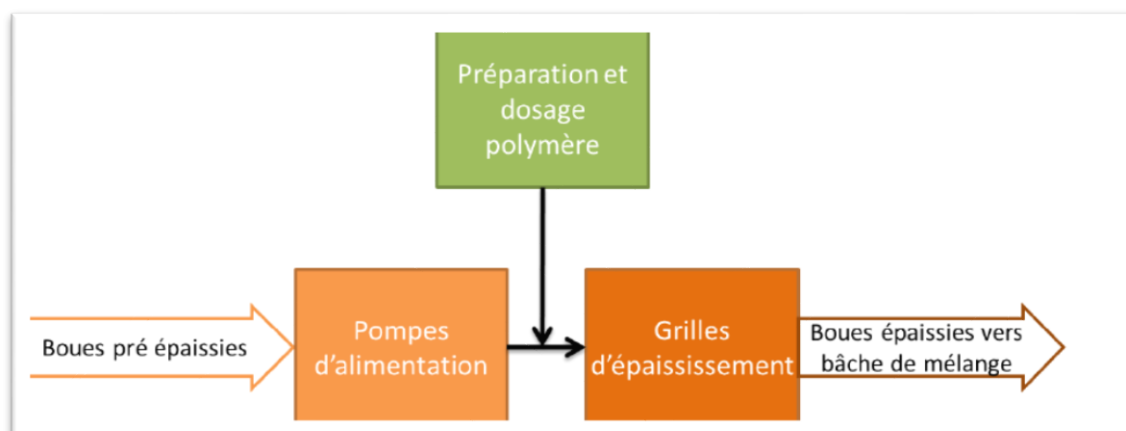 Préparation et
dosage
polymère
Boues pré épaissies
Pompes
d'alimentation
Grilles
d'épaississement
Boues épaissies vers
bâche de mélange